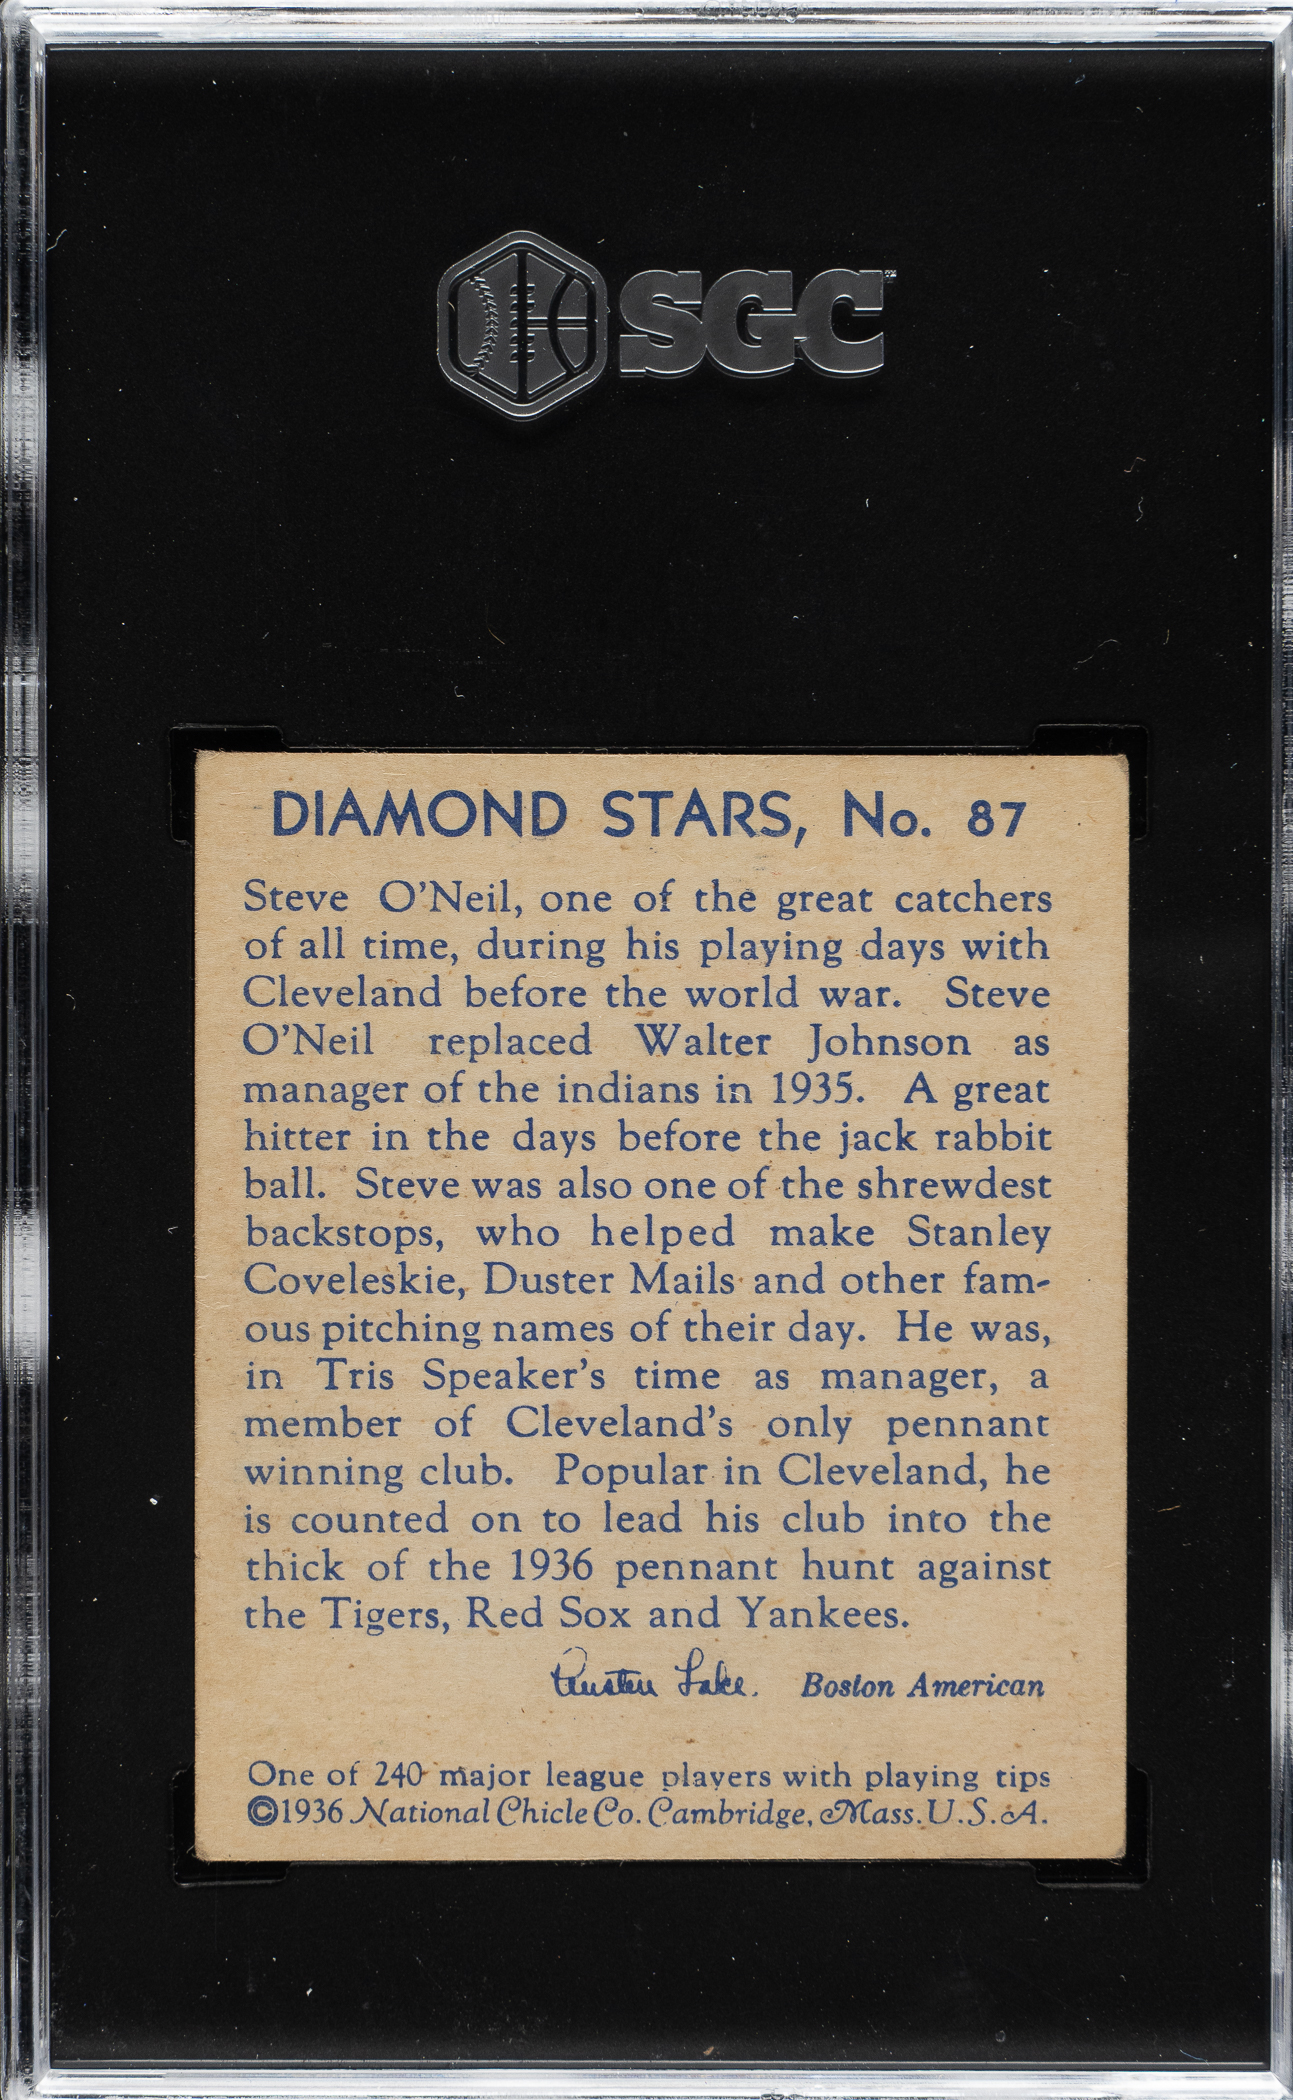 SGC
DIAMOND STARS, No. 87
Steve O'Neil, one of the great catchers
of all time, during his playing days with
Cleveland before the world war. Steve
O'Neil replaced Walter Johnson as
manager of the indians in 1935. A great
hitter in the days before the jack rabbit
ball. Steve was also one of the shrewdest
backstops, who helped make Stanley
Coveleskie, Duster Mails and other fam-
ous pitching names of their day. He was,
in Tris Speaker's time as manager, a
member of Cleveland's only pennant
winning club. Popular in Cleveland, he
is counted on to lead his club into the
thick of the 1936 pennant hunt against
the Tigers, Red Sox and Yankees.
Austen Lake. Boston American
One of 240 major league players with playing tips
©1936 National Chicle Co. Cambridge, Mass. U.S.A.